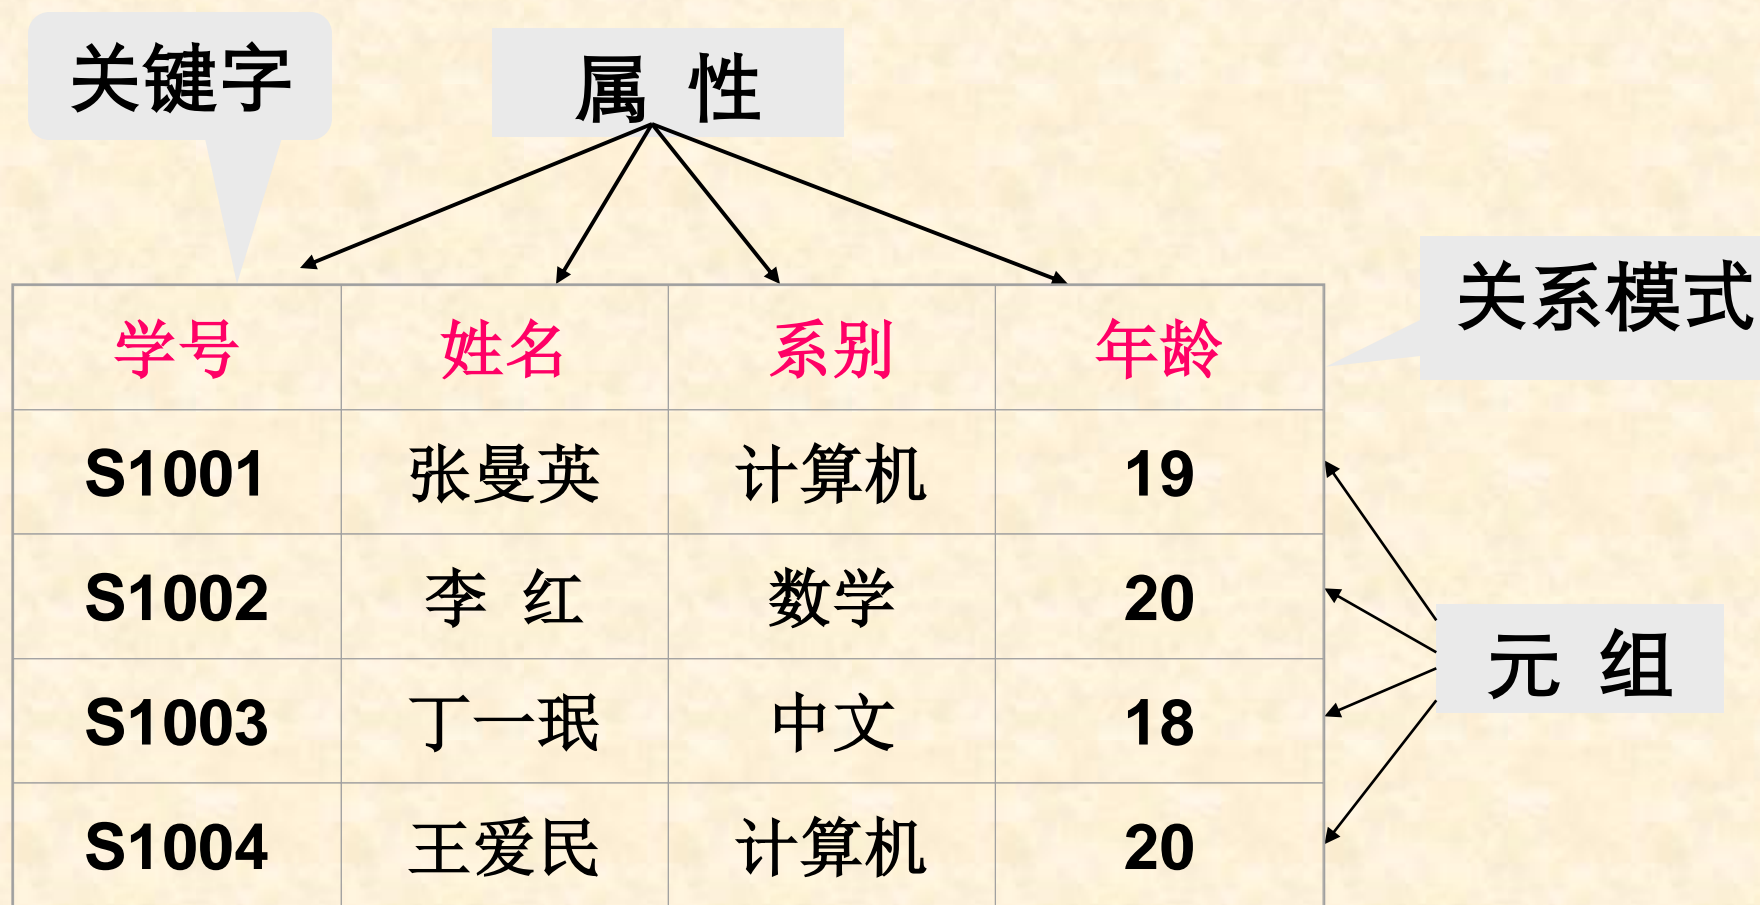 关键字
属 性
关系模式
学号 姓名 系别 年龄
S1001 张曼英 计算机 19
S1002 李 红 数学 20
元 组
S1003 丁一珉 中文 18
S1004 王爱民 计算机 20